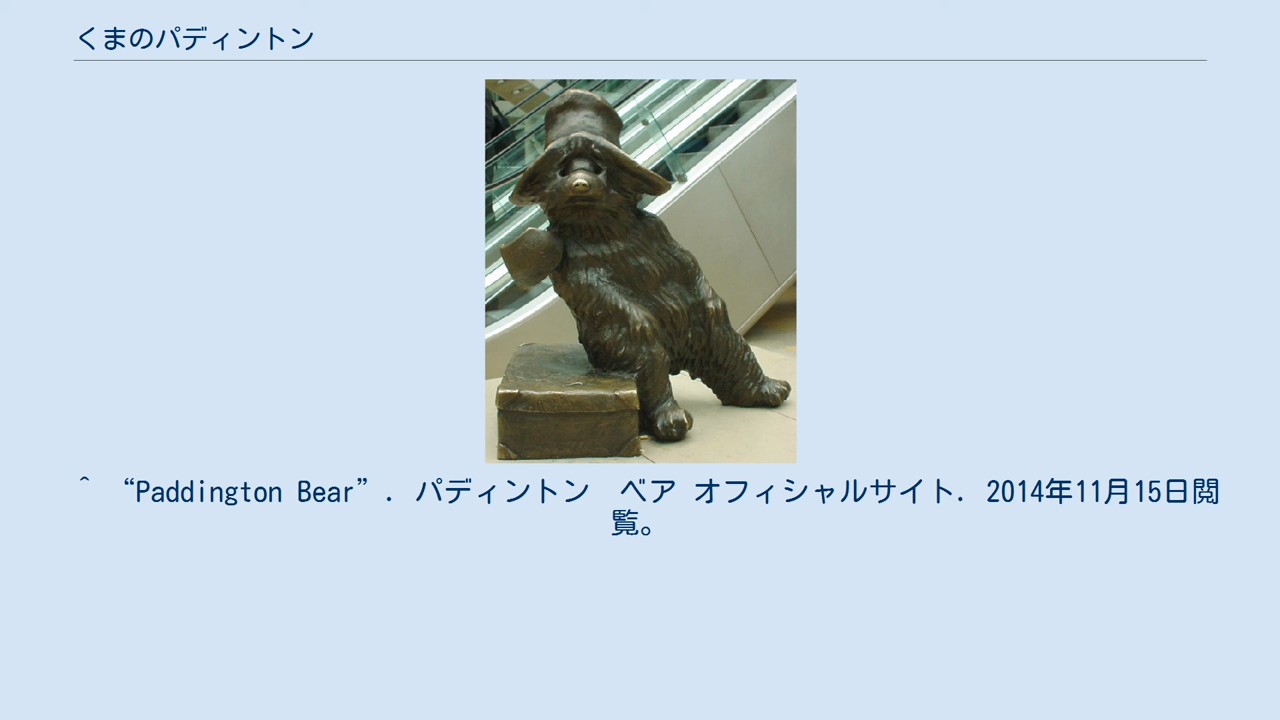 くまのパディントン
^ “Paddington Bear”. パディントン　ベア オフィシャルサイト. 2014年11月15日閲
覧。